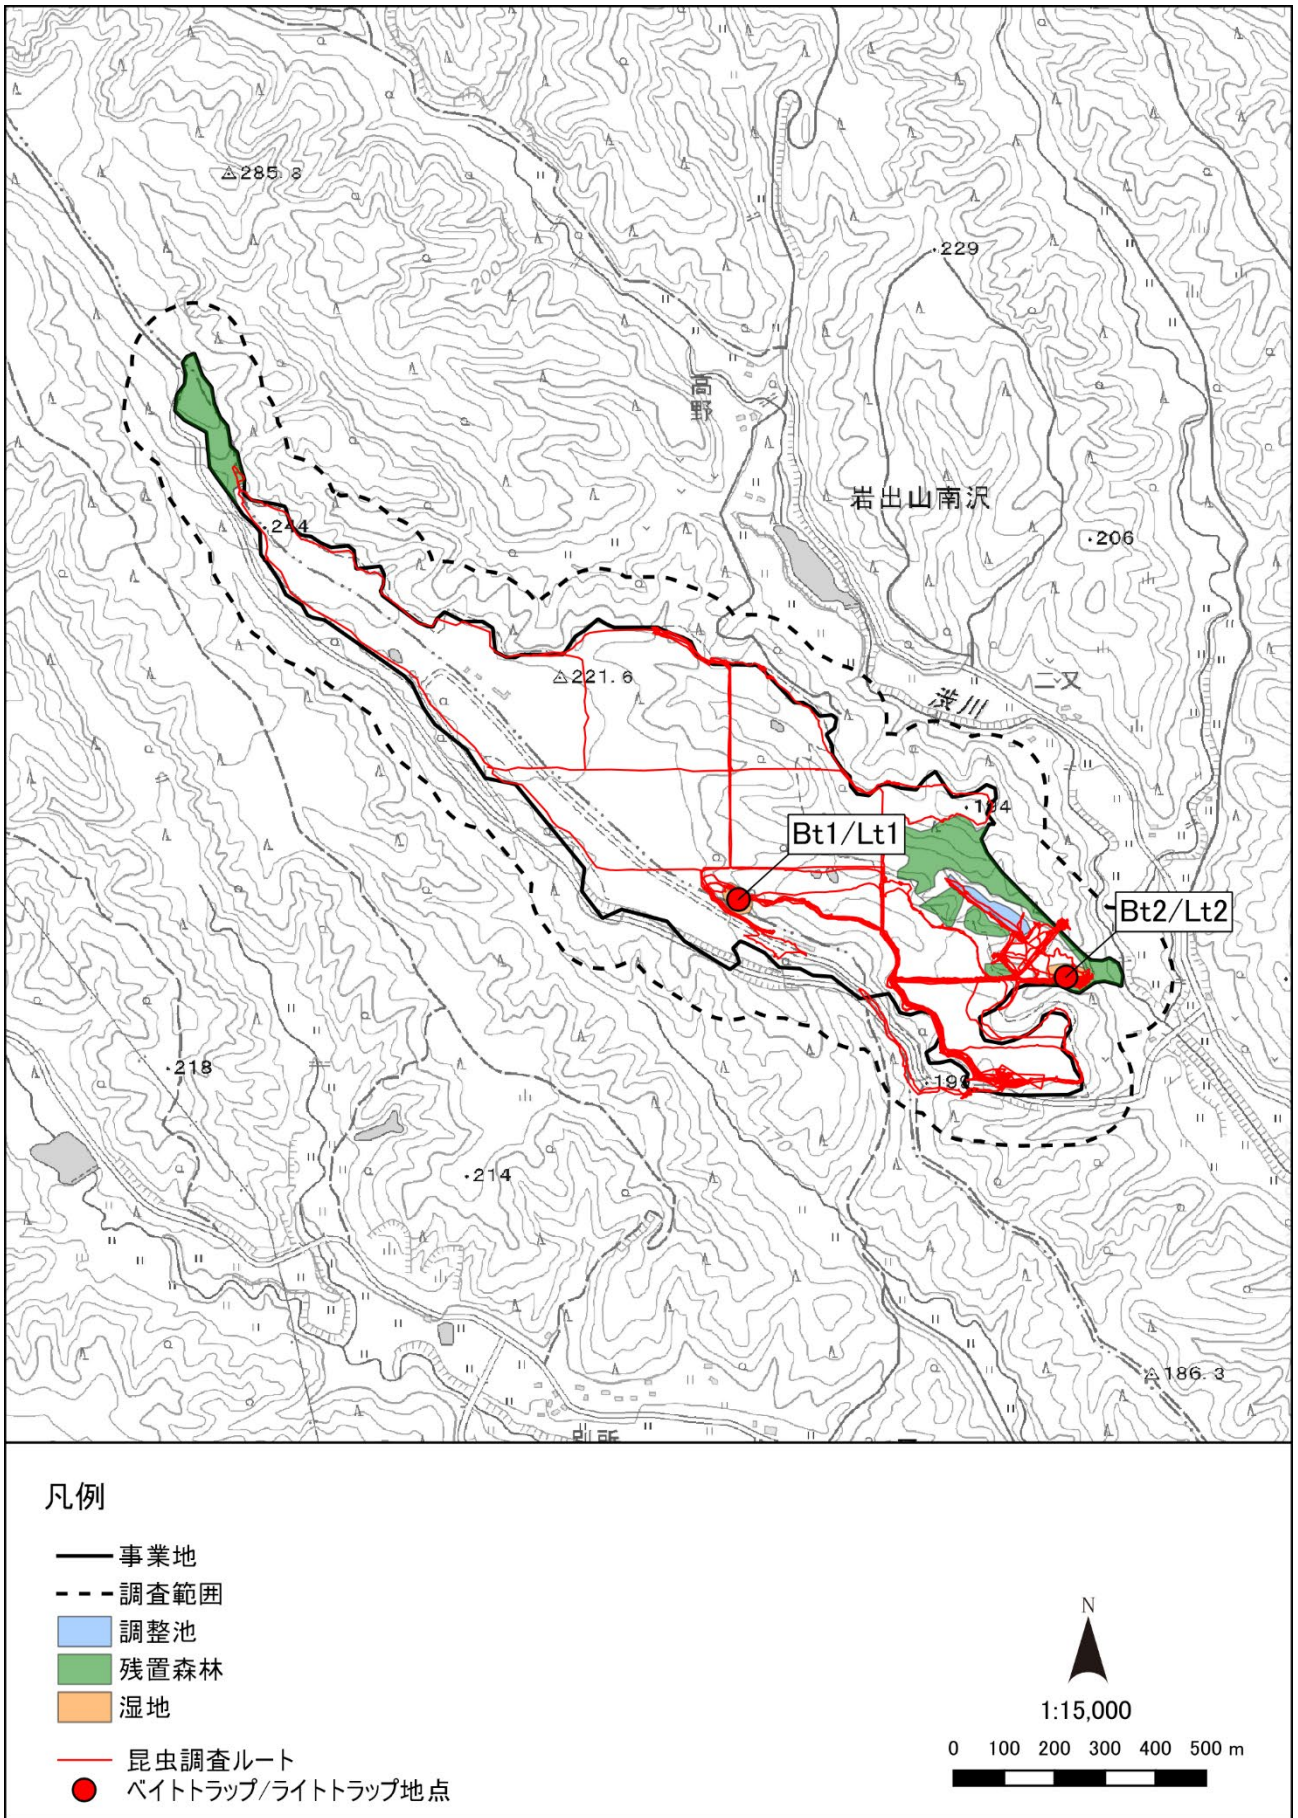 285.8
229
200
高野
岩出山南沢
244
206
221.6
二又
渋川
194
Bt1/Lt1
Bt2/Lt2
218
199
170
214
186.3
別所
凡例
事業地
調査範囲
調整池
残置森林
湿地
昆虫調査ルート
ベイトトラップ/ライトトラップ地点
N
1:15,000
0 100 200 300 400 500 m